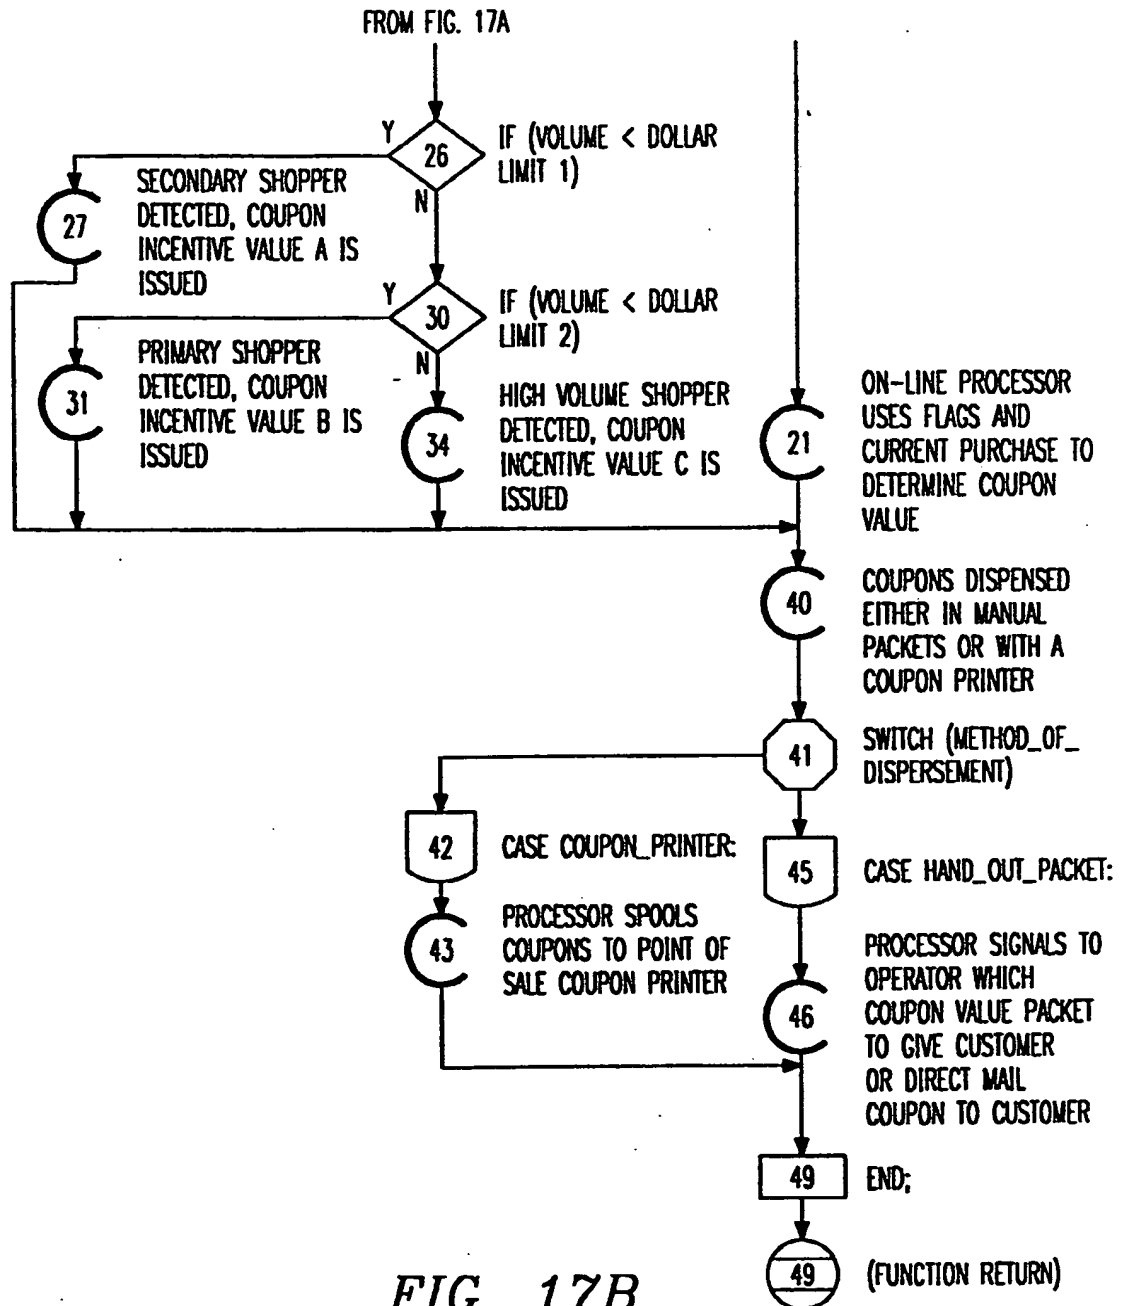 FROM FIG. 17A
Y
26
IF (VOLUME < DOLLAR
LIMIT 1)
N
27
SECONDARY SHOPPER
DETECTED, COUPON
INCENTIVE VALUE A IS
ISSUED
Y
30
IF (VOLUME < DOLLAR
LIMIT 2)
N
31
PRIMARY SHOPPER
DETECTED, COUPON
INCENTIVE VALUE B IS
ISSUED
34
HIGH VOLUME SHOPPER
DETECTED, COUPON
INCENTIVE VALUE C IS
ISSUED
21
ON-LINE PROCESSOR
USES FLAGS AND
CURRENT PURCHASE TO
DETERMINE COUPON
VALUE
40
COUPONS DISPENSED
EITHER IN MANUAL
PACKETS OR WITH A
COUPON PRINTER
41
SWITCH (METHOD_OF_
DISPERSEMENT)
42
CASE COUPON_PRINTER:
45
CASE HAND_OUT_PACKET:
43
PROCESSOR SPOOLS
COUPONS TO POINT OF
SALE COUPON PRINTER
46
PROCESSOR SIGNALS TO
OPERATOR WHICH
COUPON VALUE PACKET
TO GIVE CUSTOMER
OR DIRECT MAIL
COUPON TO CUSTOMER
49
END;
49
(FUNCTION RETURN)
FIG. 17B